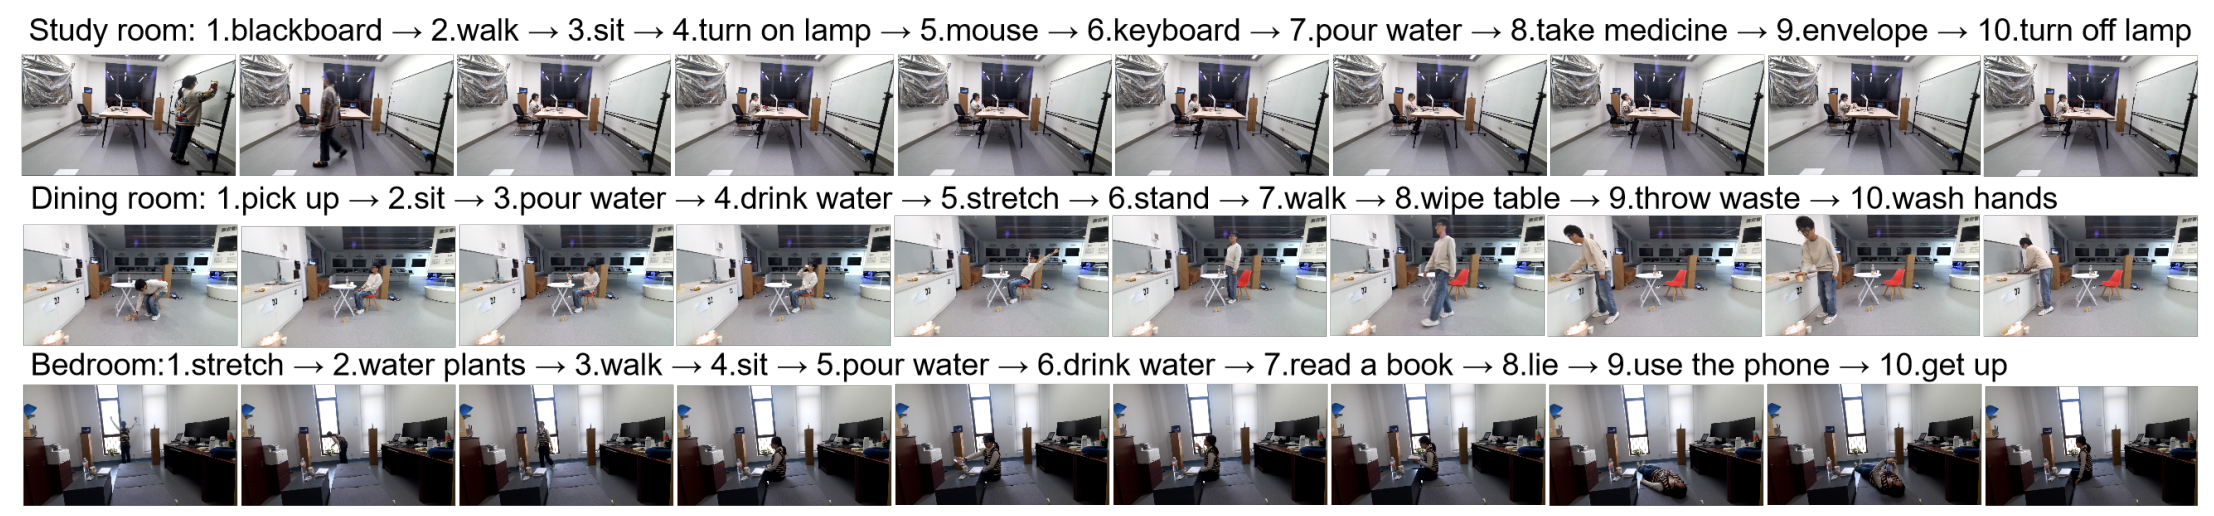 Study room: 1.blackboard → 2.walk → 3.sit → 4.turn on lamp → 5.mouse → 6.keyboard → 7.pour water → 8.take medicine → 9.envelope → 10.turn off lamp
Dining room: 1.pick up → 2.sit → 3.pour water → 4.drink water → 5.stretch → 6.stand → 7.walk → 8.wipe table → 9.throw waste → 10.wash hands
Bedroom:1.stretch → 2.water plants → 3.walk → 4.sit → 5.pour water → 6.drink water → 7.read a book → 8.lie → 9.use the phone → 10.get up